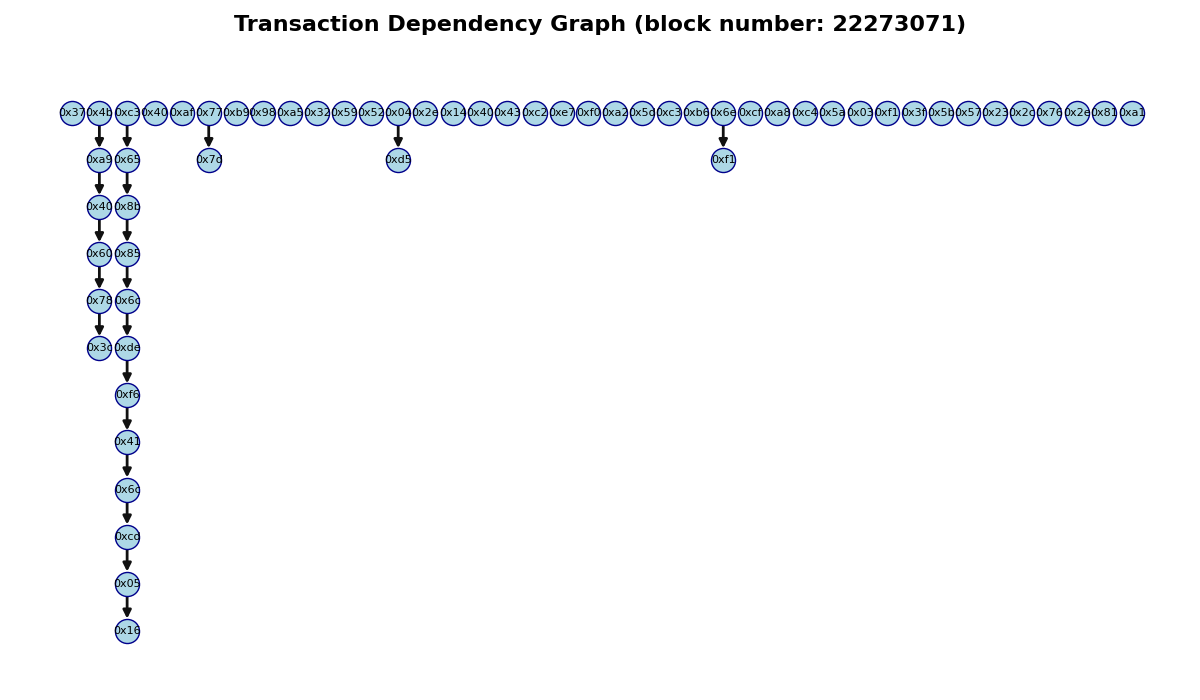 Transaction Dependency Graph (block number: 22273071)
0x37 0x4b 0xc3 0x40 0xaf 0x77 0xb9 0x98 0xa5 0x32 0x59 0x52 0x04 0x2e 0x14 0x40 0x43 0xc2 0xe7 0xf0 0xa2 0x5d 0xc3 0xb6 0x6e 0xcf 0xa8 0xc4 0x5a 0x03 0xf1 0x3f 0x5b 0x57 0x23 0x2c 0x76 0x2e 0x81 0xa1
0xa9 0x65 0x7d 0xd5 0xf1
0x40 0x8b
0x60 0x85
0x78 0x6c
0x3c 0xde
0xf6
0x41
0x6d
0xcd
0x05
0x16